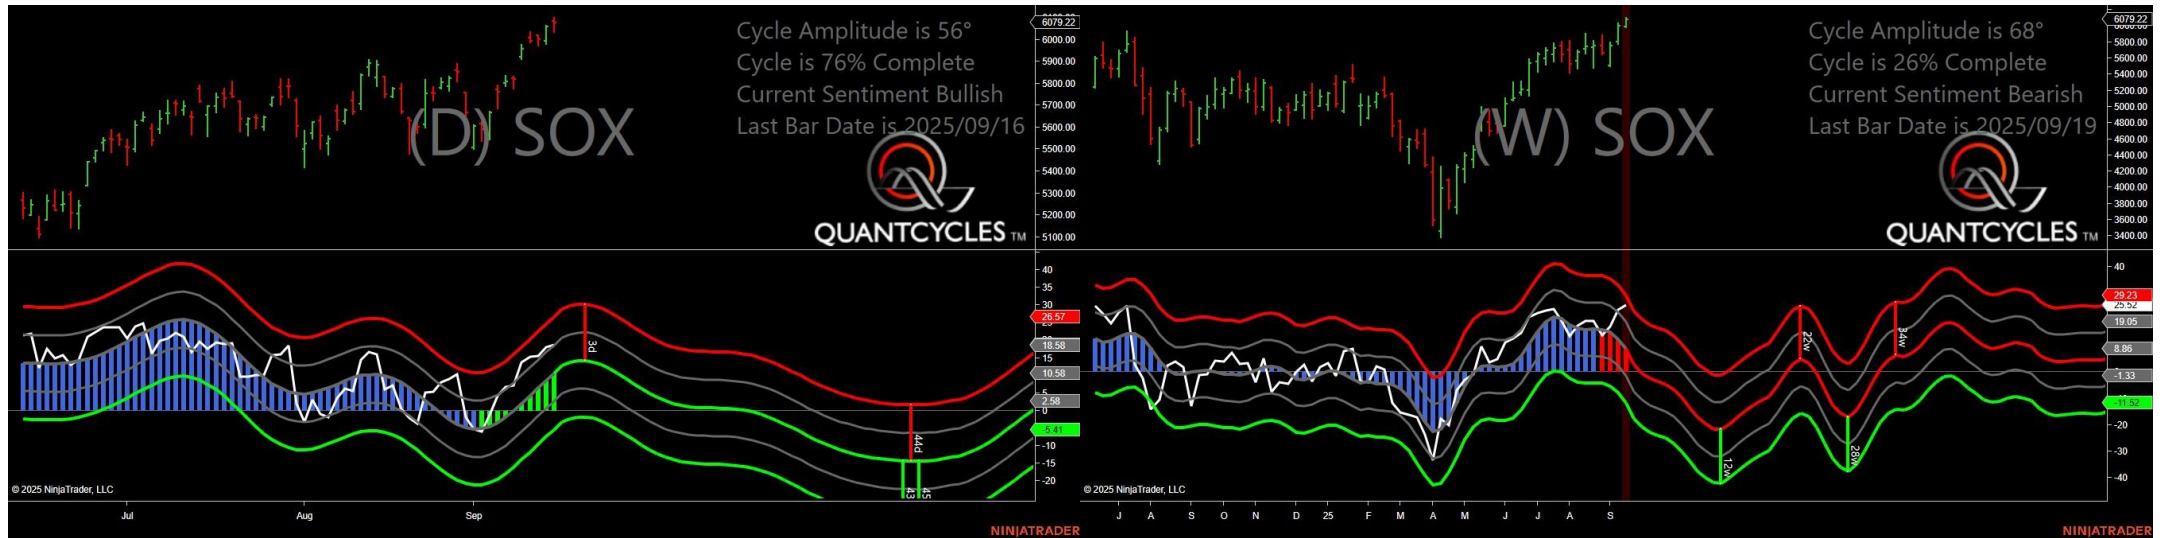 Cycle Amplitude is 56°
Cycle is 76% Complete
Current Sentiment Bullish
Last Bar Date is 2025/09/16
(D) SOX
QUANTCYCLES TM
6079.22
6000.00
5900.00
5800.00
5700.00
5600.00
5500.00
5400.00
5300.00
5200.00
5100.00
40
35
30
26.57
18.58
15
10.58
5
2.58
0
-5.41
-10
-15
-20
3d
44d
43
45
© 2025 NinjaTrader, LLC
Jul
Aug
Sep
NINJATRADER
Cycle Amplitude is 68°
Cycle is 26% Complete
Current Sentiment Bearish
Last Bar Date is 2025/09/19
(W) SOX
QUANTCYCLES TM
6079.22
5800.00
5600.00
5400.00
5200.00
5000.00
4800.00
4600.00
4400.00
4200.00
4000.00
3800.00
3600.00
3400.00
40
29.23
25.52
19.05
8.86
-1.33
-11.52
-20
-30
-40
12w
22w
28w
34w
© 2025 NinjaTrader, LLC
J A S O N D 25 F M A M J J A S
NINJATRADER